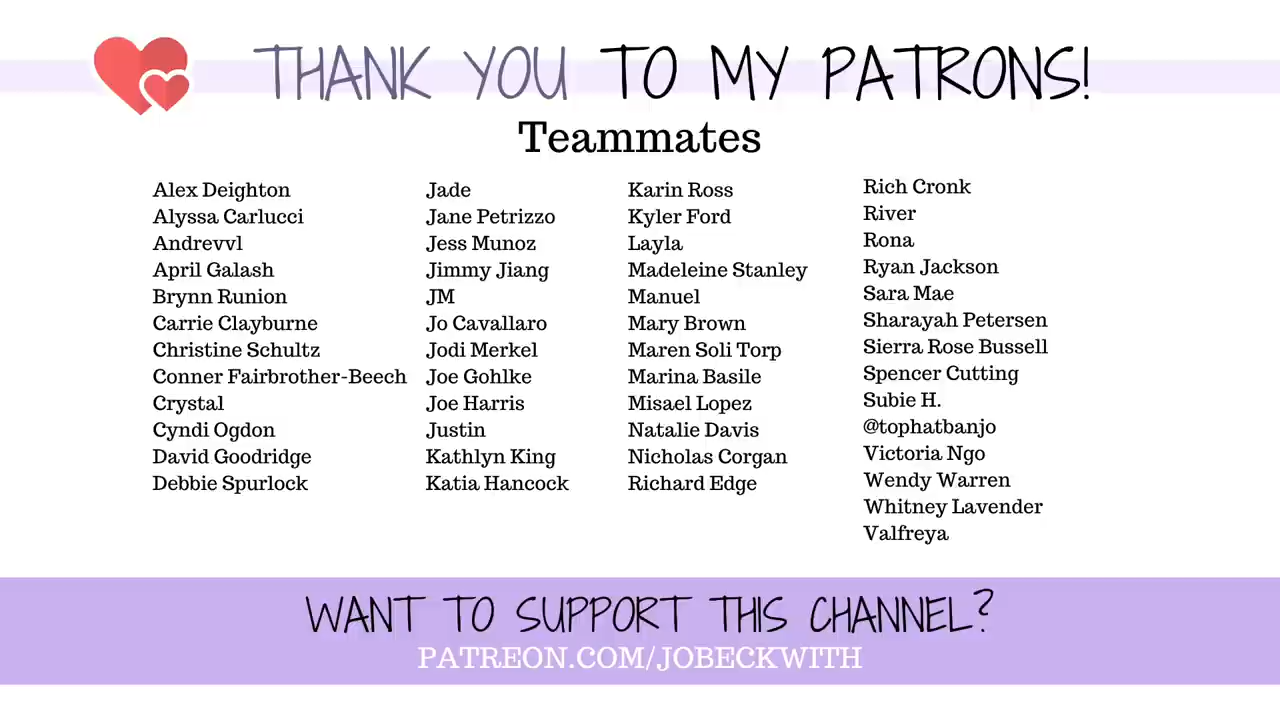 THANK YOU TO MY PATRONS!
Teammates
Alex Deighton
Alyssa Carlucci
Andrevvl
April Galash
Brynn Runion
Carrie Clayburne
Christine Schultz
Conner Fairbrother-Beech
Crystal
Cyndi Ogdon
David Goodridge
Debbie Spurlock
Jade
Jane Petrizzo
Jess Munoz
Jimmy Jiang
JM
Jo Cavallaro
Jodi Merkel
Joe Gohlke
Joe Harris
Justin
Kathlyn King
Katia Hancock
Karin Ross
Kyler Ford
Layla
Madeleine Stanley
Manuel
Mary Brown
Maren Soli Torp
Marina Basile
Misael Lopez
Natalie Davis
Nicholas Corgan
Richard Edge
Rich Cronk
River
Rona
Ryan Jackson
Sara Mae
Sharayah Petersen
Sierra Rose Bussell
Spencer Cutting
Subie H.
@tophatbanjo
Victoria Ngo
Wendy Warren
Whitney Lavender
Valfreya
WANT TO SUPPORT THIS CHANNEL?
PATREON.COM/JOBECKWITH